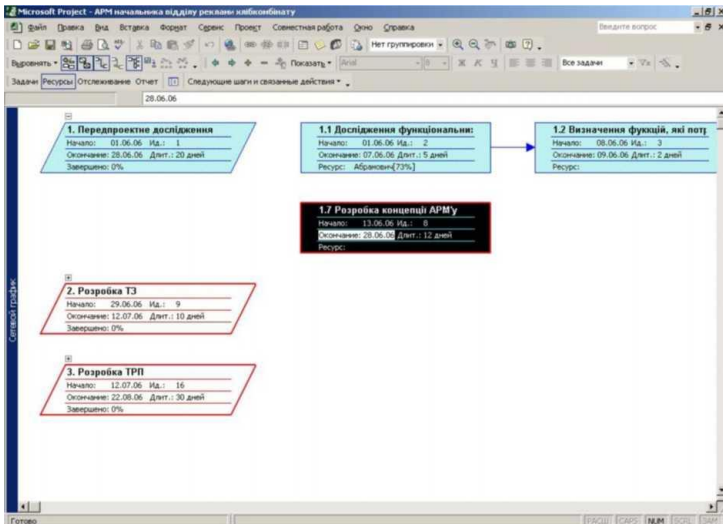 Microsoft Project - АРМ начальника відділу реклами хлібкомбінату
Файл Правка Вид Вставка Формат Сервис Проект Совместная работа Окно Справка Введите вопрос
Нет группировки
Выровнять Показать Arial 8 Ж К Ч Все задачи
Задачи Ресурсы Отслеживание Отчет Следующие шаги и связанные действия
28.06.06
1. Передпроектне дослідження
Начало: 01.06.06 Ид.: 1
Окончание: 28.06.06 Длит.: 20 дней
Завершено: 0%
1.1 Дослідження функціональни:
Начало: 01.06.06 Ид.: 2
Окончание: 07.06.06 Длит.: 5 дней
Ресурс: Абрамович[73%]
1.2 Визначення фукцій, які потр
Начало: 08.06.06 Ид.: 3
Окончание: 09.06.06 Длит.: 2 дней
Ресурс:
1.7 Розробка концепції АРМ'у
Начало: 13.06.06 Ид.: 8
Окончание: 28.06.06 Длит.: 12 дней
Ресурс:
2. Розробка ТЗ
Начало: 29.06.06 Ид.: 9
Окончание: 12.07.06 Длит.: 10 дней
Завершено: 0%
3. Розробка ТРП
Начало: 12.07.06 Ид.: 16
Окончание: 22.08.06 Длит.: 30 дней
Завершено: 0%
Сетевой график
Готово РАСШ CAPS NUM SCRL ЗАМ